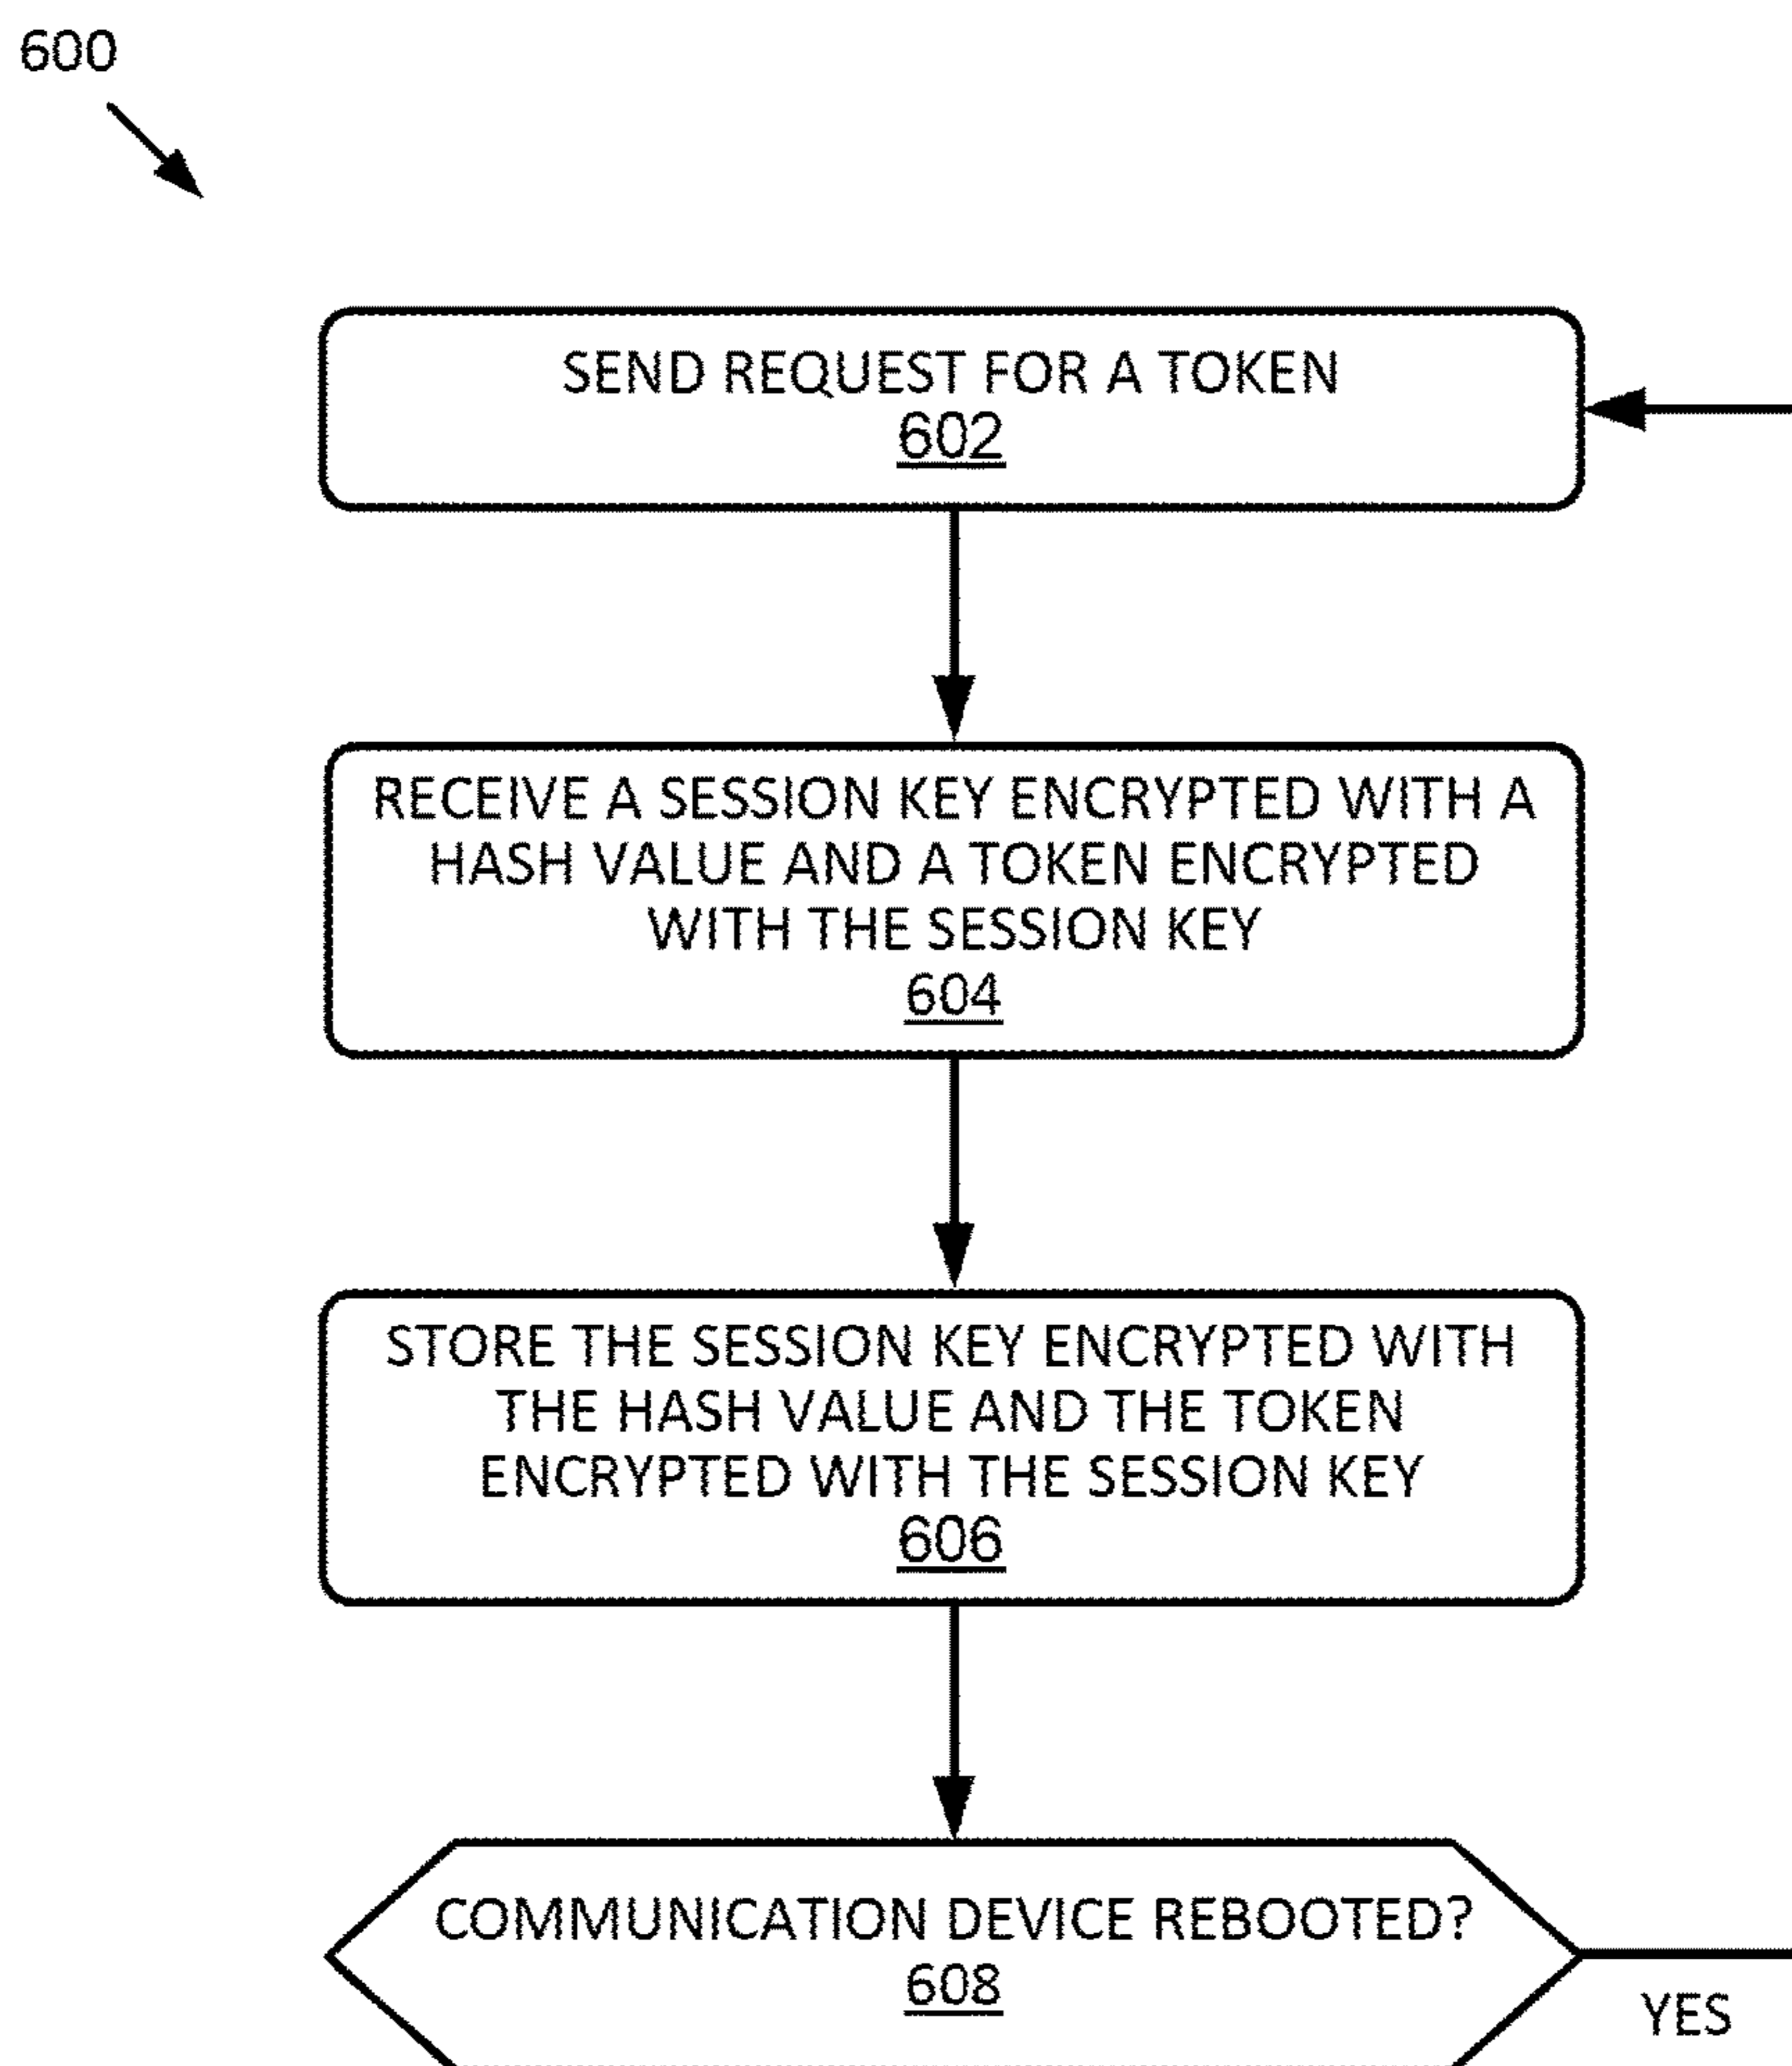 600
SEND REQUEST FOR A TOKEN
602
RECEIVE A SESSION KEY ENCRYPTED WITH A
HASH VALUE AND A TOKEN ENCRYPTED
WITH THE SESSION KEY
604
STORE THE SESSION KEY ENCRYPTED WITH
THE HASH VALUE AND THE TOKEN
ENCRYPTED WITH THE SESSION KEY
606
COMMUNICATION DEVICE REBOOTED?
608
YES